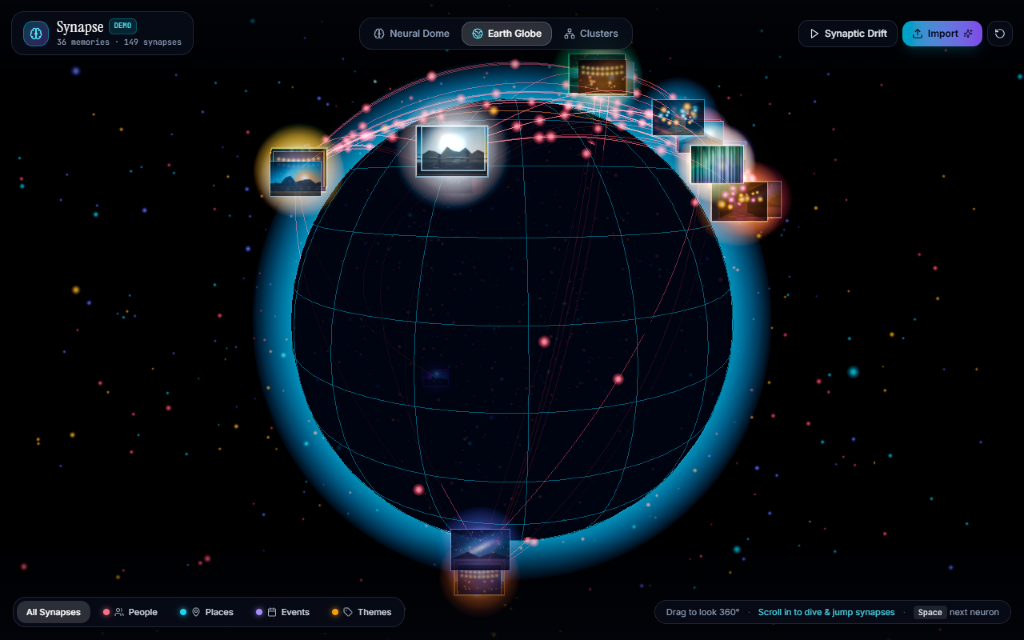 Synapse DEMO
36 memories · 149 synapses
Neural Dome
Earth Globe
Clusters
Synaptic Drift
Import
All Synapses
People
Places
Events
Themes
Drag to look 360° · Scroll in to dive & jump synapses · Space next neuron